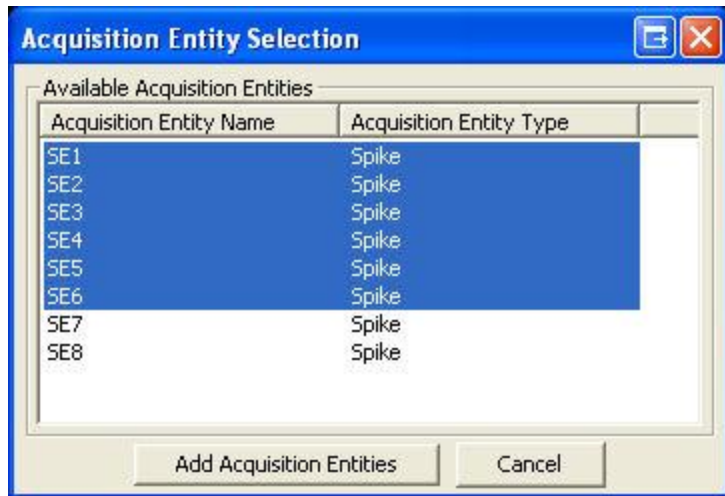 Acquisition Entity Selection
Available Acquisition Entities
Acquisition Entity Name Acquisition Entity Type
SE1 Spike
SE2 Spike
SE3 Spike
SE4 Spike
SE5 Spike
SE6 Spike
SE7 Spike
SE8 Spike
Add Acquisition Entities Cancel